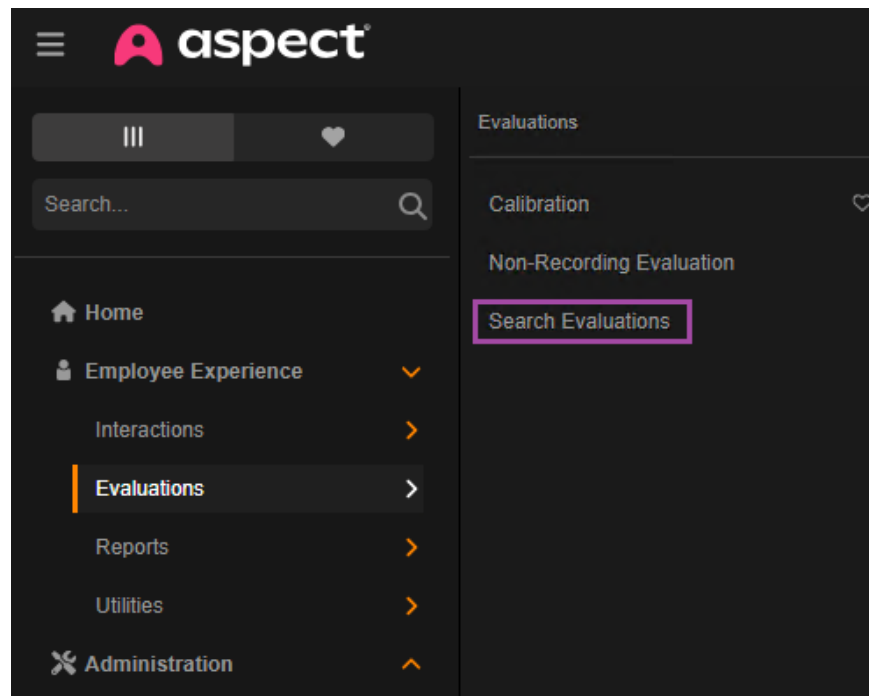 aspect
Search...
Home
Employee Experience
Interactions
Evaluations
Reports
Utilities
Administration
Evaluations
Calibration
Non-Recording Evaluation
Search Evaluations